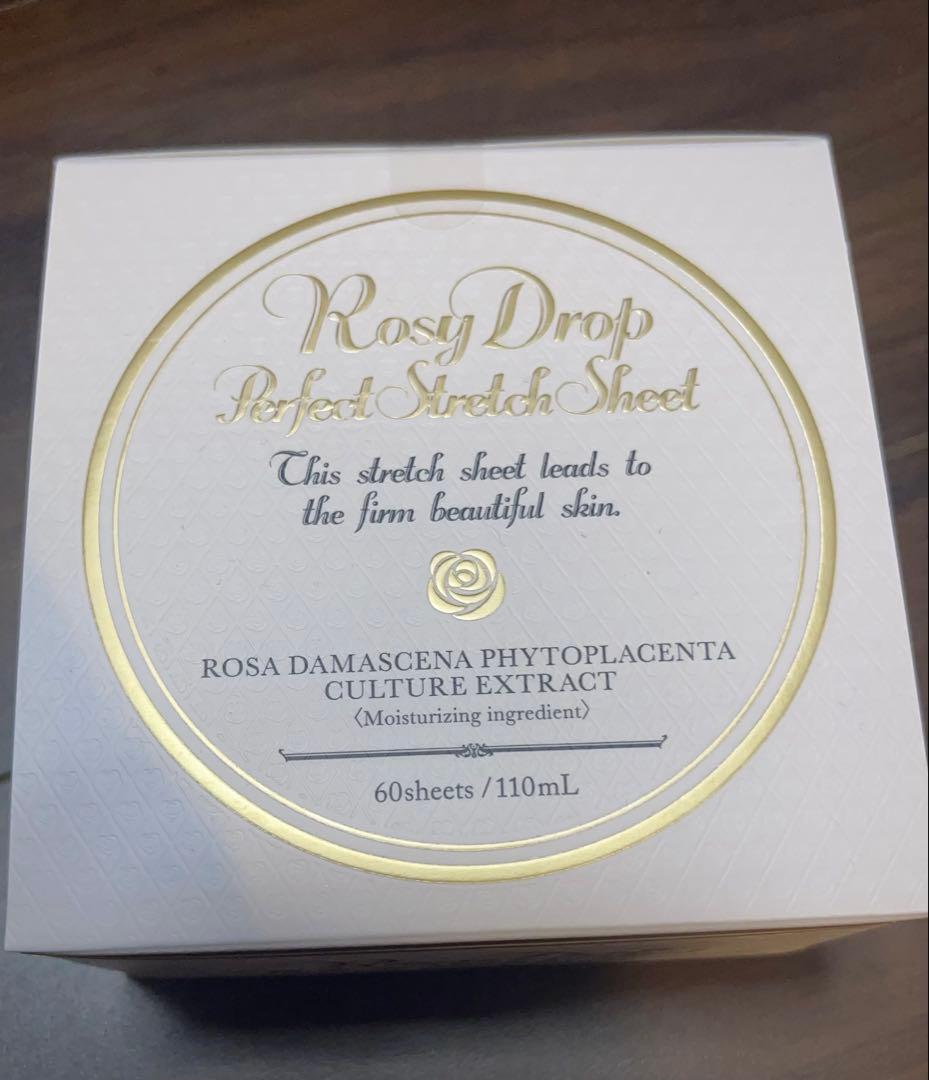 Rosy Drop
Perfect Stretch Sheet
This stretch sheet leads to
the firm beautiful skin.
ROSA DAMASCENA PHYTOPLACENTA
CULTURE EXTRACT
〈Moisturizing ingredient〉
60sheets / 110mL